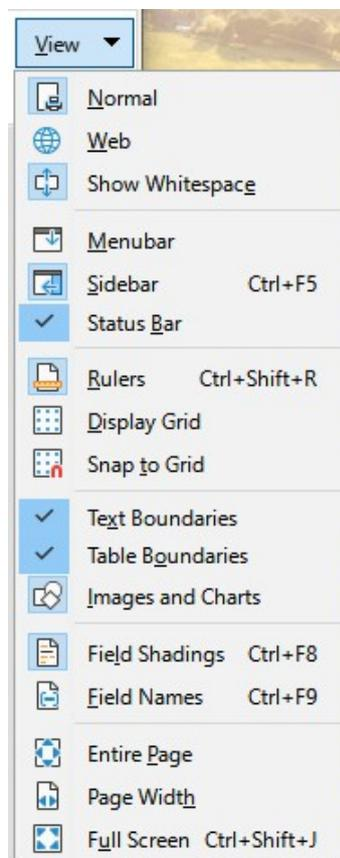 View
Normal
Web
Show Whitespace
Menubar
Sidebar Ctrl+F5
Status Bar
Rulers Ctrl+Shift+R
Display Grid
Snap to Grid
Text Boundaries
Table Boundaries
Images and Charts
Field Shadings Ctrl+F8
Field Names Ctrl+F9
Entire Page
Page Width
Full Screen Ctrl+Shift+J